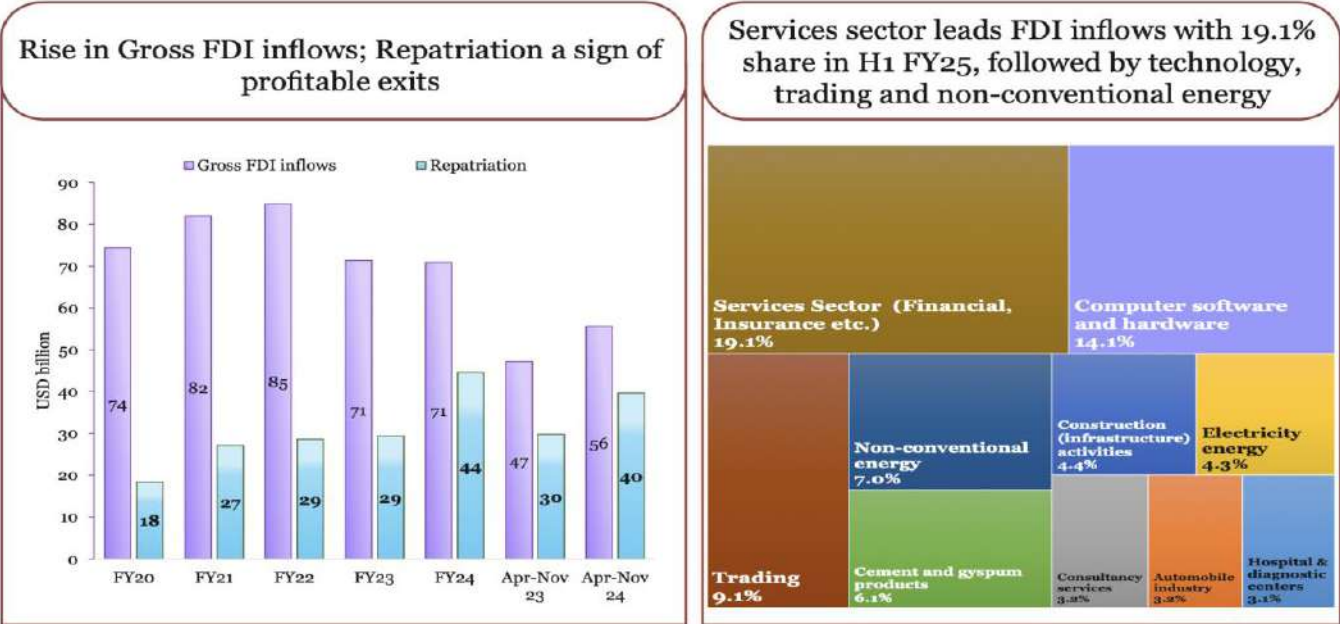 Rise in Gross FDI inflows; Repatriation a sign of
profitable exits
Gross FDI inflows
Repatriation
USD billion
90
80
70
60
50
40
30
20
10
0
74
18
82
27
85
29
71
29
71
44
47
30
56
40
FY20
FY21
FY22
FY23
FY24
Apr-Nov
23
Apr-Nov
24
Services sector leads FDI inflows with 19.1%
share in H1 FY25, followed by technology,
trading and non-conventional energy
Services Sector (Financial,
Insurance etc.)
19.1%
Computer software
and hardware
14.1%
Trading
9.1%
Non-conventional
energy
7.0%
Cement and gyspum
products
6.1%
Construction
(infrastructure)
activities
4.4%
Electricity
energy
4.3%
Consultancy
services
3.2%
Automobile
industry
3.2%
Hospital &
diagnostic
centers
3.1%